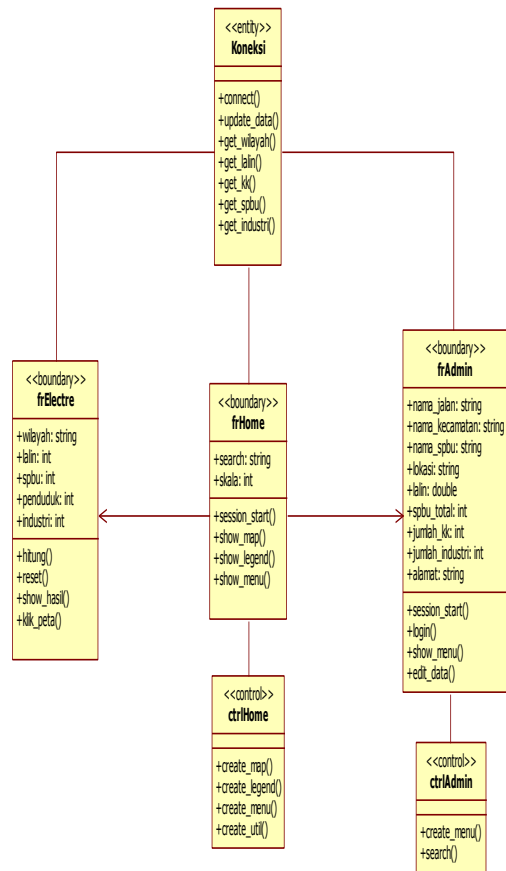 <<entity>>
Koneksi
+connect()
+update_data()
+get_wilayah()
+get_lalin()
+get_kk()
+get_spbu()
+get_industri()
<<boundary>>
frElectre
+wilayah: string
+lalin: int
+spbu: int
+penduduk: int
+industri: int
+hitung()
+reset()
+show_hasil()
+klik_peta()
<<boundary>>
frHome
+search: string
+skala: int
+session_start()
+show_map()
+show_legend()
+show_menu()
<<boundary>>
frAdmin
+nama_jalan: string
+nama_kecamatan: string
+nama_spbu: string
+lokasi: string
+lalin: double
+spbu_total: int
+jumlah_kk: int
+jumlah_industri: int
+alamat: string
+session_start()
+login()
+show_menu()
+edit_data()
<<control>>
ctrlHome
+create_map()
+create_legend()
+create_menu()
+create_util()
<<control>>
ctrlAdmin
+create_menu()
+search()